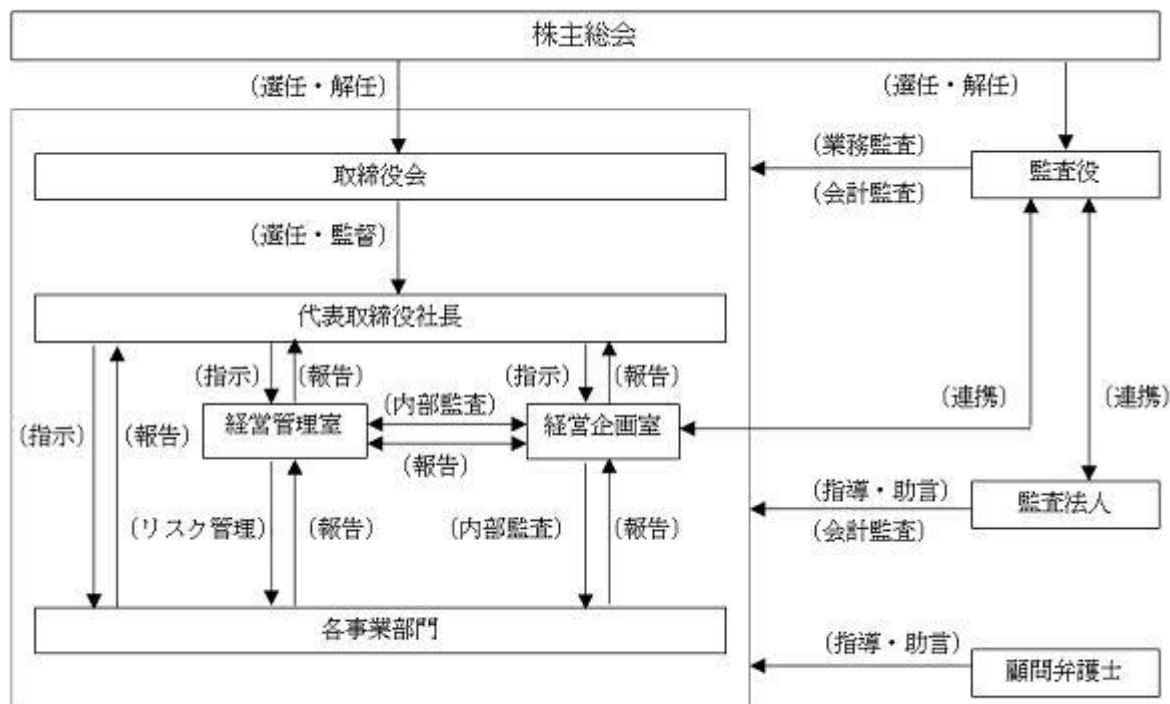 株主総会
(選任・解任)
(選任・解任)
取締役会
(業務監査)
監査役
(会計監査)
(選任・監督)
代表取締役社長
(指示)
(報告)
(指示)
(報告)
(内部監査)
(連携)
(連携)
経営管理室
経営企画室
(指示)
(報告)
(報告)
(指導・助言)
監査法人
(会計監査)
(リスク管理)
(報告)
(内部監査)
(報告)
各事業部門
(指導・助言)
顧問弁護士